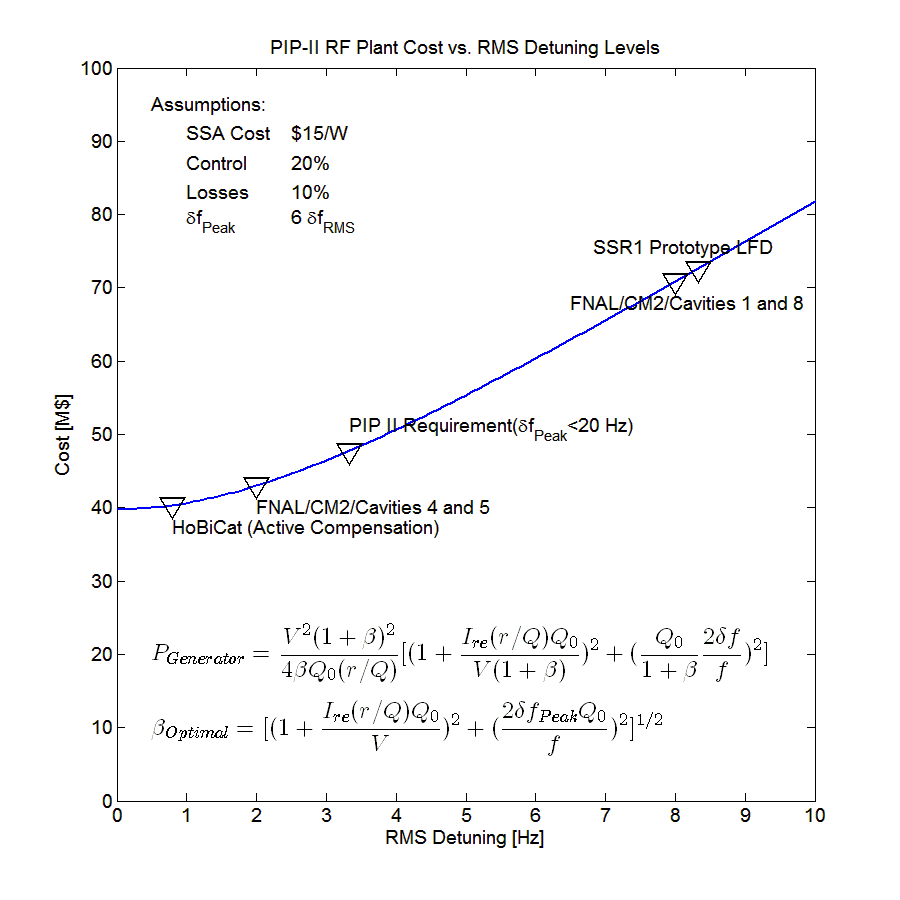 PIP-II RF Plant Cost vs. RMS Detuning Levels
100
Assumptions:
90
SSA Cost $15/W
Control 20%
Losses 10%
80
δf_Peak 6 δf_RMS
SSR1 Prototype LFD
70
FNAL/CM2/Cavities 1 and 8
60
Cost [M$]
50
PIP II Requirement(δf_Peak<20 Hz)
40
FNAL/CM2/Cavities 4 and 5
HoBiCat (Active Compensation)
30
20
P_Generator = V^2(1 + β)^2 / 4βQ_0(r/Q) [(1 + I_re(r/Q)Q_0 / V(1 + β))^2 + (Q_0 / 1 + β 2δf / f)^2]
10
β_Optimal = [(1 + I_re(r/Q)Q_0 / V)^2 + (2δf_Peak Q_0 / f)^2]^1/2
0
0 1 2 3 4 5 6 7 8 9 10
RMS Detuning [Hz]